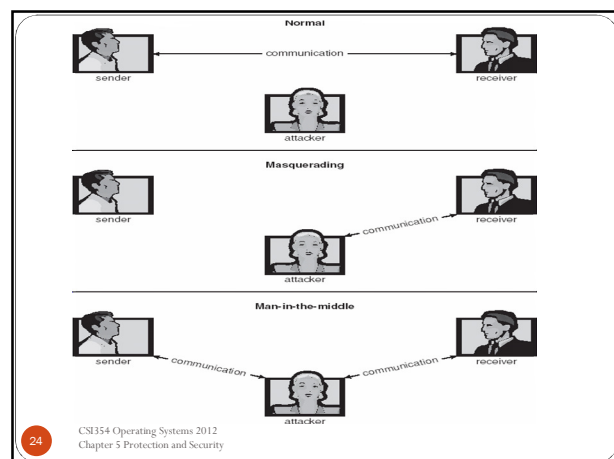 Normal
communication
sender
receiver
attacker
Masquerading
sender
communication
receiver
attacker
Man-in-the-middle
sender
communication
communication
receiver
attacker
24
CSI354 Operating Systems 2012
Chapter 5 Protection and Security